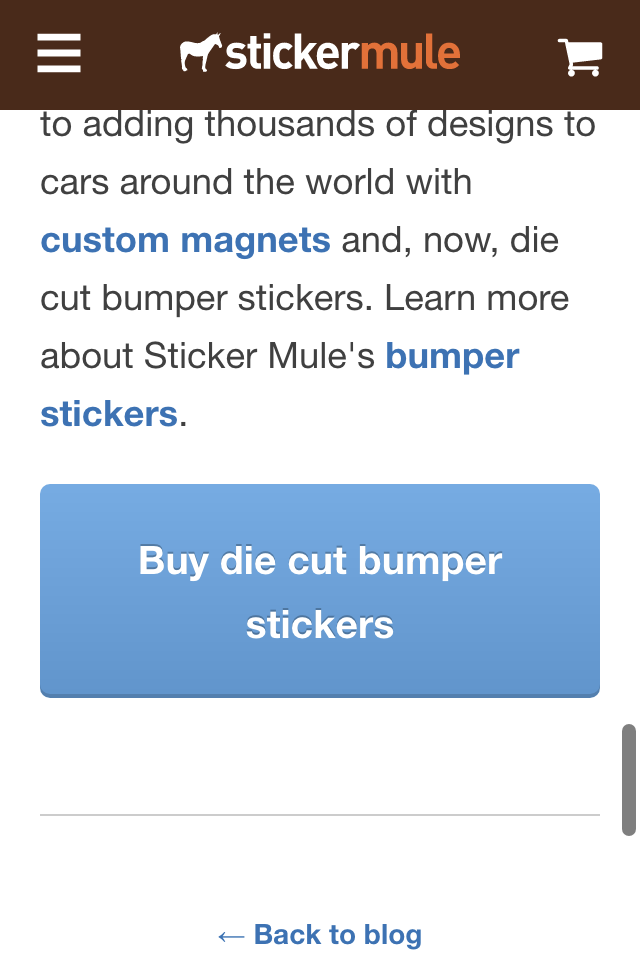 stickermule
to adding thousands of designs to
cars around the world with
custom magnets and, now, die
cut bumper stickers. Learn more
about Sticker Mule's bumper
stickers.
Buy die cut bumper
stickers
← Back to blog